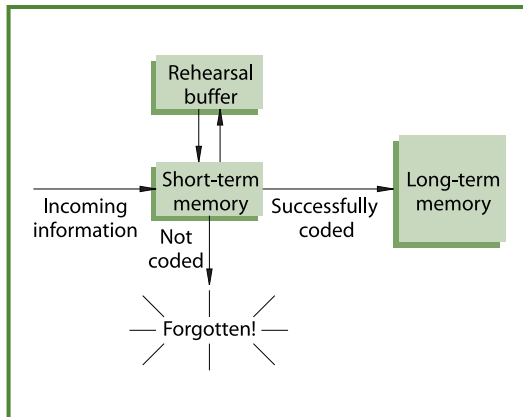 Rehearsal
buffer
Incoming
information
Short-term
memory
Successfully
coded
Long-term
memory
Not
coded
Forgotten!